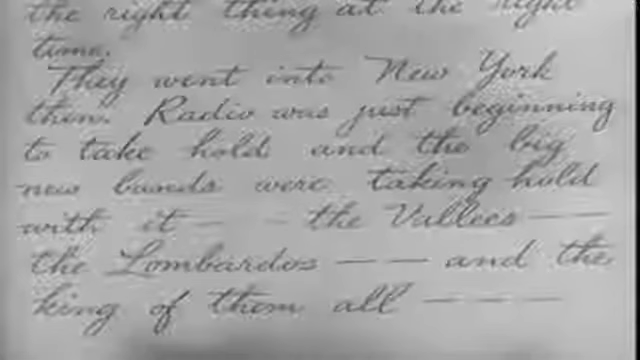 the right thing at the right
time.
They went into New York
then. Radio was just beginning
to take hold and the big
new bands were taking hold
with it — - the Vallees ——
the Lombardos — — and the
king of them all — — —